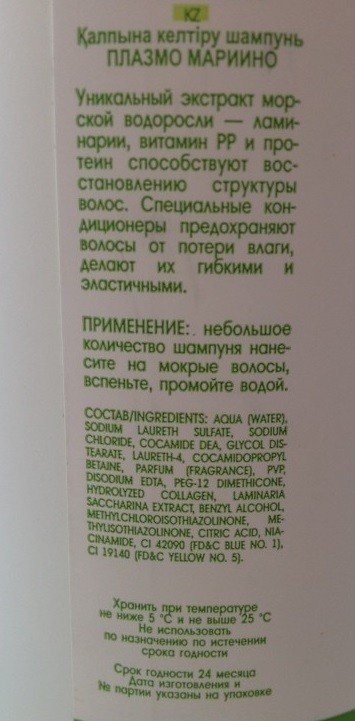 KZ
Қалпына келтіру шампунь
ПЛАЗМО МАРИИНО
Уникальный экстракт мор-
ской водоросли — лами-
нарии, витамин РР и про-
теин способствуют вос-
становлению структуры
волос. Специальные кон-
диционеры предохраняют
волосы от потери влаги,
делают их гибкими и
эластичными.
ПРИМЕНЕНИЕ: небольшое
количество шампуня нане-
сите на мокрые волосы,
вспеньте, промойте водой.
СОСТАВ/INGREDIENTS: AQUA (WATER),
SODIUM LAURETH SULFATE, SODIUM
CHLORIDE, COCAMIDE DEA, GLYCOL DIS-
TEARATE, LAURETH-4, COCAMIDOPROPYL
BETAINE, PARFUM (FRAGRANCE), PVP,
DISODIUM EDTA, PEG-12 DIMETHICONE,
HYDROLYZED COLLAGEN, LAMINARIA
SACCHARINA EXTRACT, BENZYL ALCOHOL,
METHYLCHLOROISOTHIAZOLINONE, ME-
THYLISOTHIAZOLINONE, CITRIC ACID, NIA-
CINAMIDE, CI 42090 (FD&C BLUE NO. 1),
CI 19140 (FD&C YELLOW NO. 5).
Хранить при температуре
не ниже 5 °С и не выше 25 °С
Не использовать
по назначению по истечении
срока годности
Срок годности 24 месяца
Дата изготовления и
№ партии указаны на упаковке